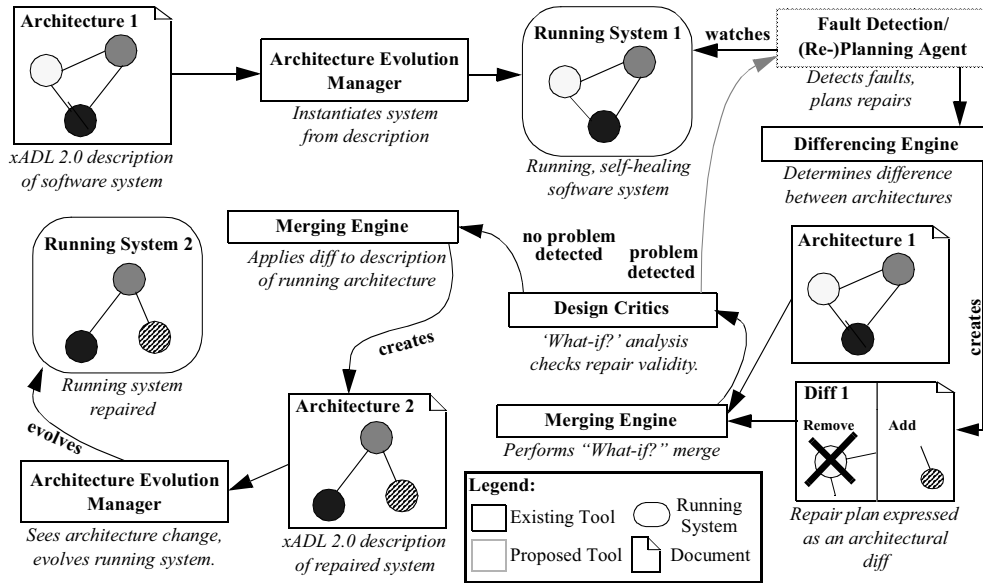 Architecture 1
xADL 2.0 description
of software system
Architecture Evolution
Manager
Instantiates system
from description
Running System 1
Running, self-healing
software system
watches
Fault Detection/
(Re-)Planning Agent
Detects faults,
plans repairs
Differencing Engine
Determines difference
between architectures
creates
Architecture 1
Diff 1
Remove
Add
Repair plan expressed
as an architectural
diff
Merging Engine
Performs “What-if?” merge
Design Critics
‘What-if?’ analysis
checks repair validity.
problem
detected
no problem
detected
Merging Engine
Applies diff to description
of running architecture
creates
Architecture 2
xADL 2.0 description
of repaired system
Architecture Evolution
Manager
Sees architecture change,
evolves running system.
evolves
Running System 2
Running system
repaired
Legend:
Existing Tool
Running
System
Proposed Tool
Document